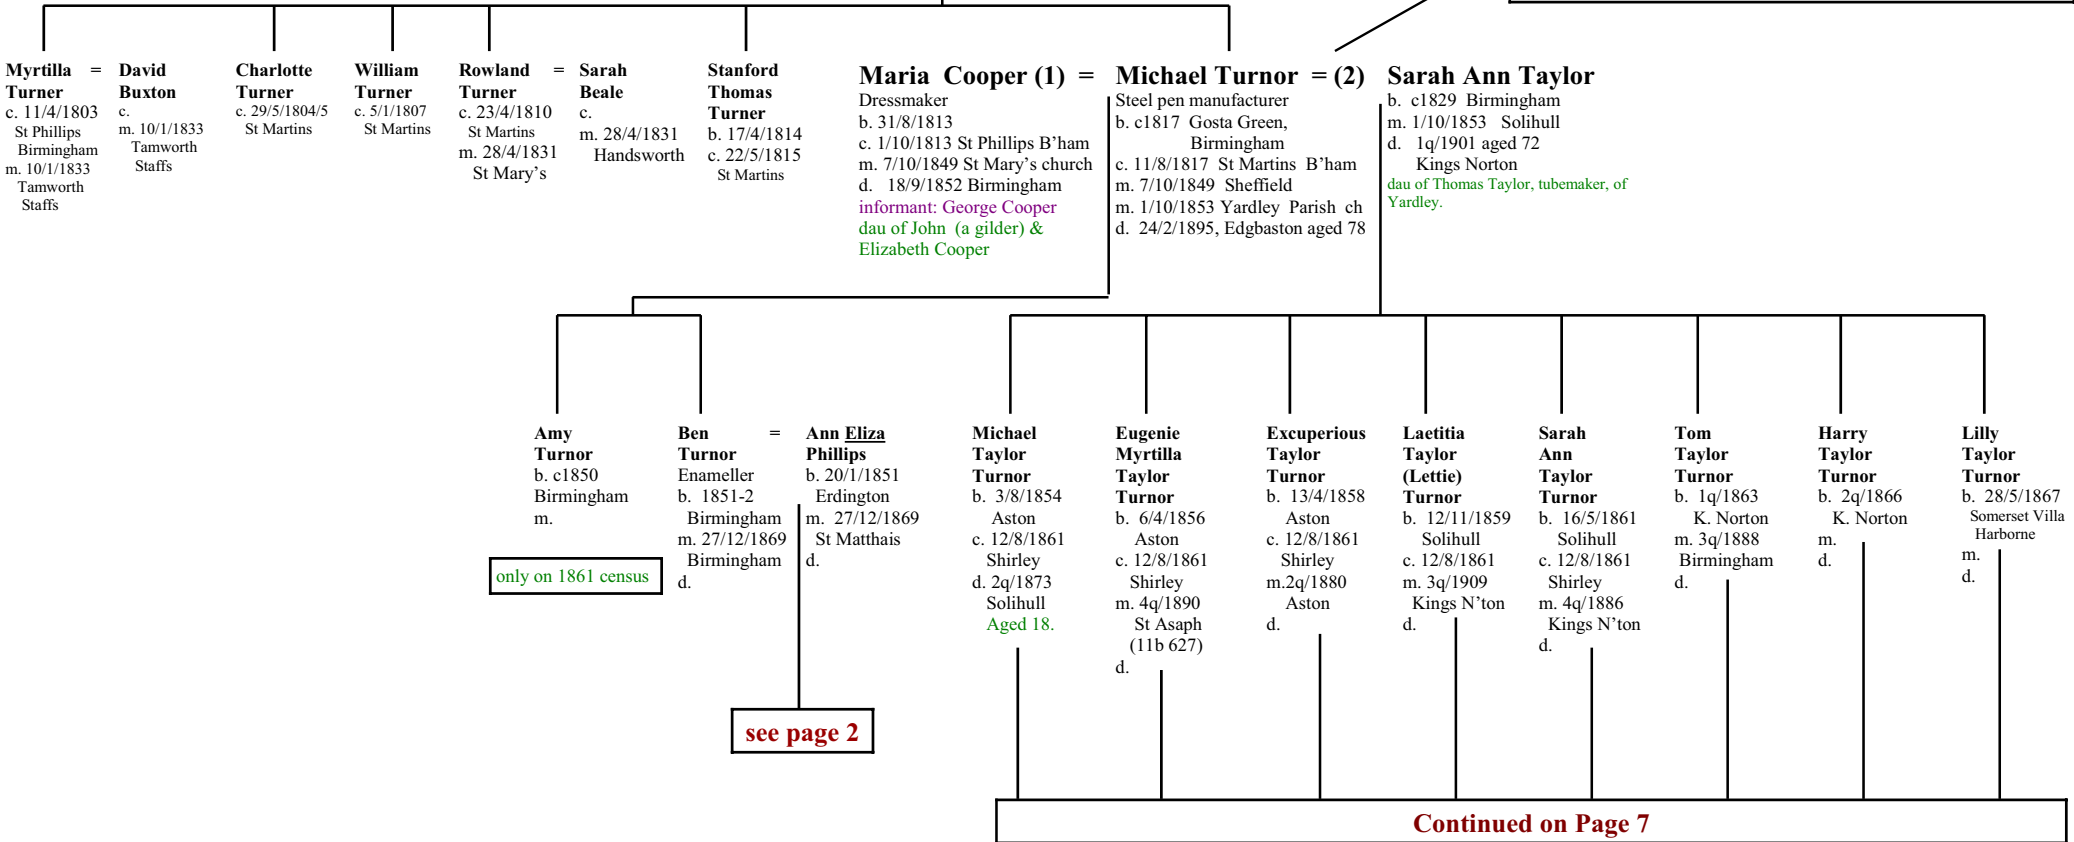 Myrtilla =
Turner
c. 11/4/1803
St Phillips
Birmingham
m. 10/1/1833
Tamworth
Staffs
David
Buxton
c.
m. 10/1/1833
Tamworth
Staffs
Charlotte
Turner
c. 29/5/1804/5
St Martins
William
Turner
c. 5/1/1807
St Martins
Rowland =
Turner
c. 23/4/1810
St Martins
m. 28/4/1831
St Mary’s
Sarah
Beale
c.
m. 28/4/1831
Handsworth
Stanford
Thomas
Turner
b. 17/4/1814
c. 22/5/1815
St Martins
Maria Cooper (1) =
Dressmaker
b. 31/8/1813
c. 1/10/1813 St Phillips B’ham
m. 7/10/1849 St Mary’s church
d. 18/9/1852 Birmingham
informant: George Cooper
dau of John (a gilder) &
Elizabeth Cooper
Michael Turnor = (2)
Steel pen manufacturer
b. c1817 Gosta Green,
Birmingham
c. 11/8/1817 St Martins B’ham
m. 7/10/1849 Sheffield
m. 1/10/1853 Yardley Parish ch
d. 24/2/1895, Edgbaston aged 78
Sarah Ann Taylor
b. c1829 Birmingham
m. 1/10/1853 Solihull
d. 1q/1901 aged 72
Kings Norton
dau of Thomas Taylor, tubemaker, of
Yardley.
Amy
Turnor
b. c1850
Birmingham
m.
only on 1861 census
Ben =
Turnor
Enameller
b. 1851-2
Birmingham
m. 27/12/1869
Birmingham
d.
Ann Eliza
Phillips
b. 20/1/1851
Erdington
m. 27/12/1869
St Matthais
d.
see page 2
Michael
Taylor
Turnor
b. 3/8/1854
Aston
c. 12/8/1861
Shirley
d. 2q/1873
Solihull
Aged 18.
Eugenie
Myrtilla
Taylor
Turnor
b. 6/4/1856
Aston
c. 12/8/1861
Shirley
m. 4q/1890
St Asaph
(11b 627)
d.
Excuperious
Taylor
Turnor
b. 13/4/1858
Aston
c. 12/8/1861
Shirley
m.2q/1880
Aston
d.
Laetitia
Taylor
(Lettie)
Turnor
b. 12/11/1859
Solihull
c. 12/8/1861
m. 3q/1909
Kings N’ton
d.
Sarah
Ann
Taylor
Turnor
b. 16/5/1861
Solihull
c. 12/8/1861
Shirley
m. 4q/1886
Kings N’ton
d.
Tom
Taylor
Turnor
b. 1q/1863
K. Norton
m. 3q/1888
Birmingham
d.
Harry
Taylor
Turnor
b. 2q/1866
K. Norton
m.
d.
Lilly
Taylor
Turnor
b. 28/5/1867
Somerset Villa
Harborne
m.
d.
Continued on Page 7